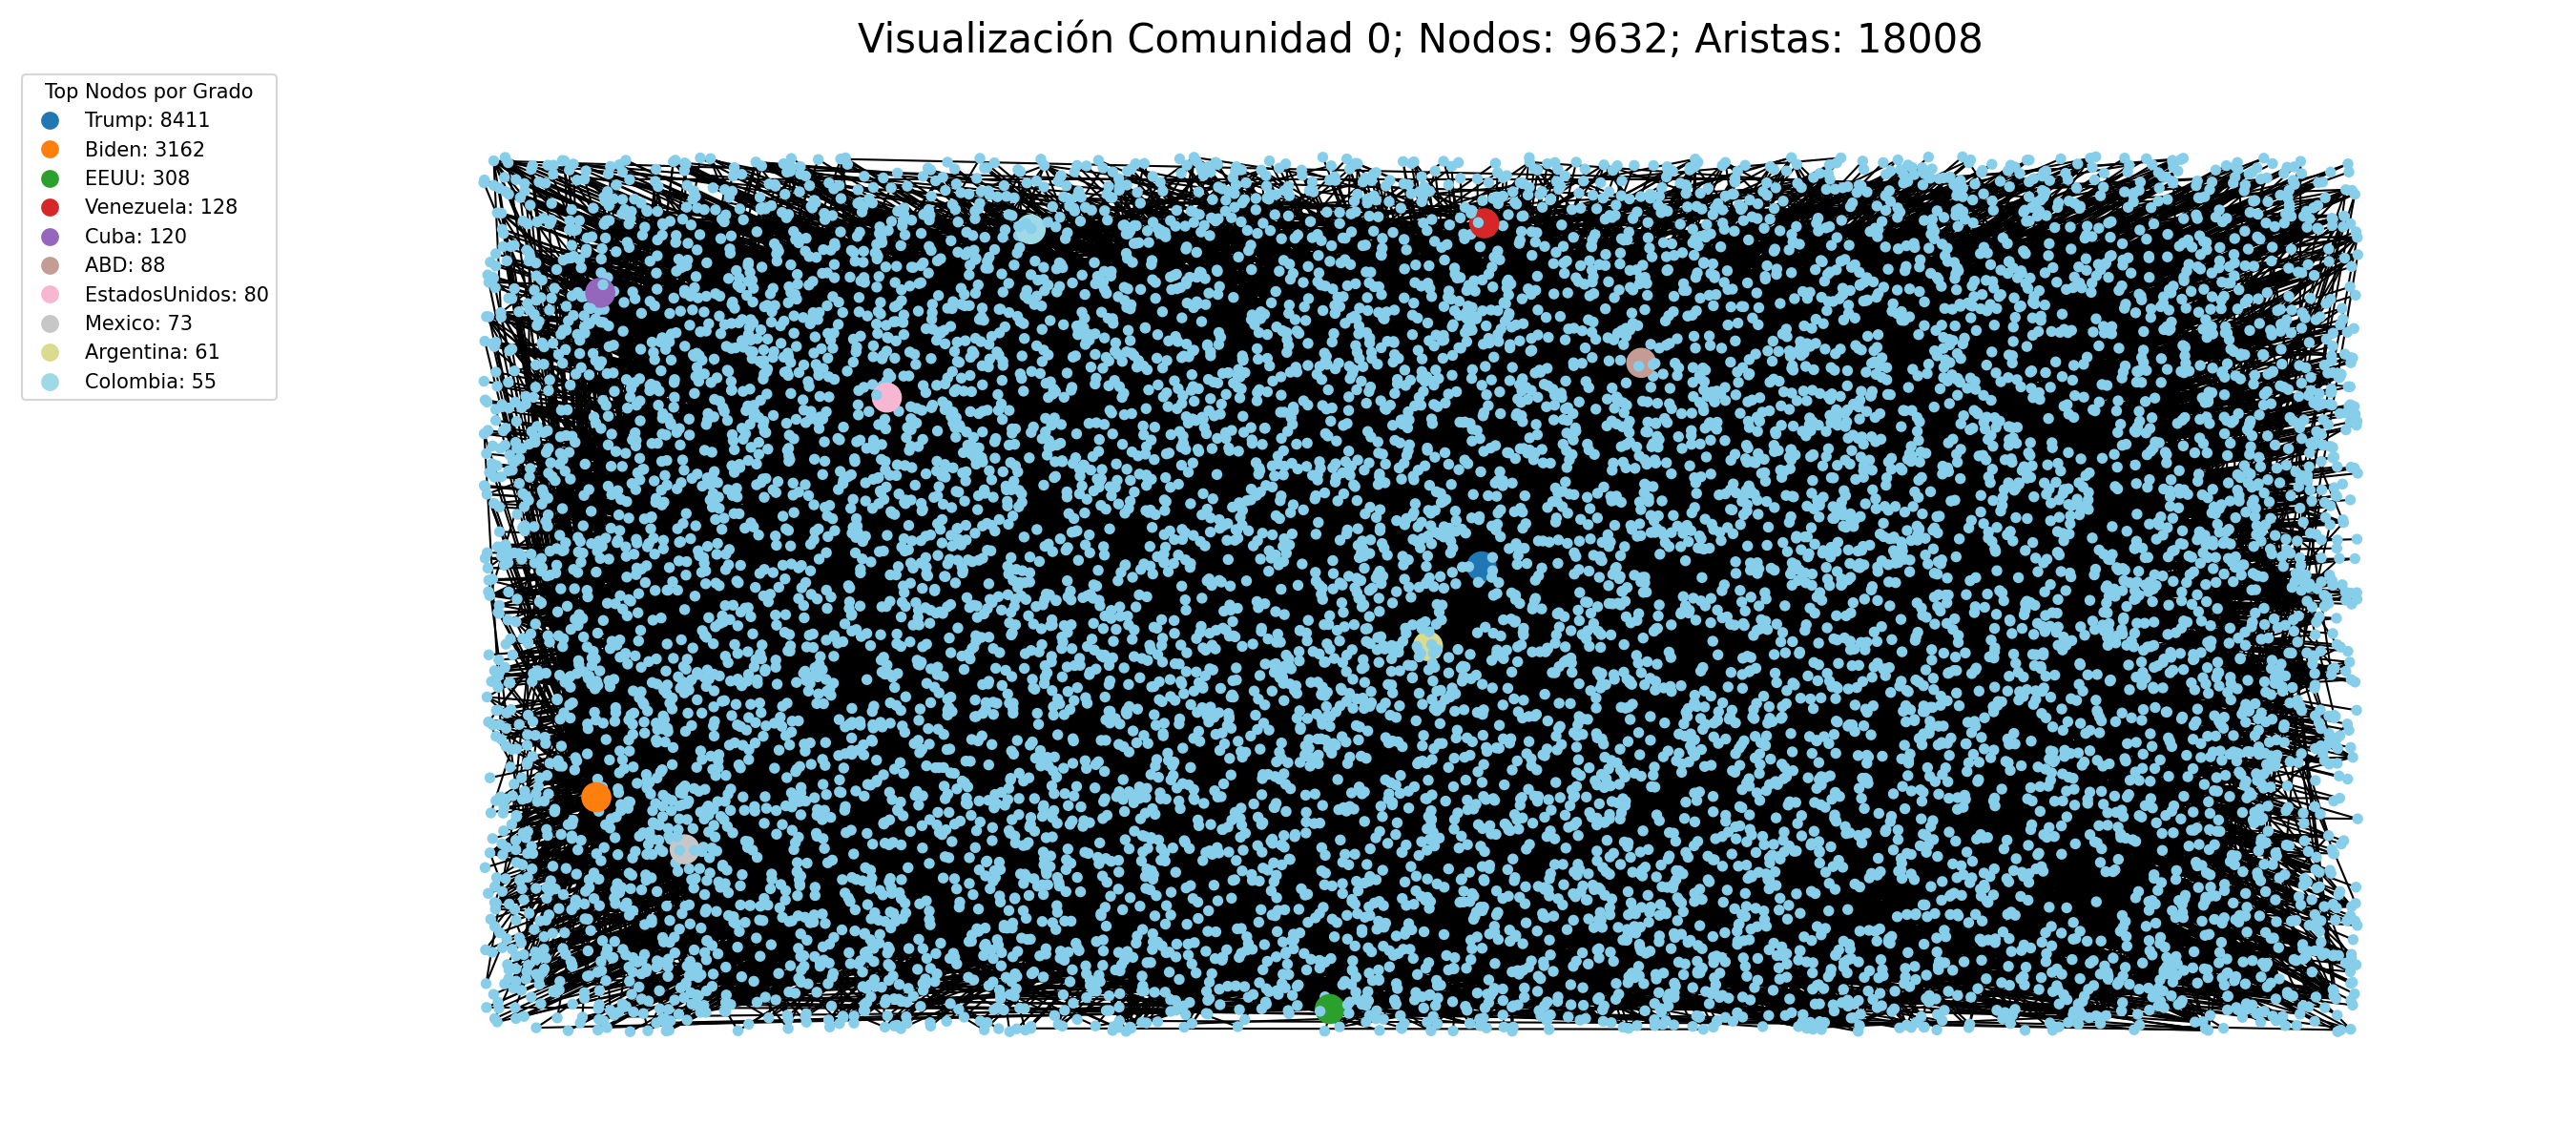 Visualización Comunidad 0; Nodos: 9632; Aristas: 18008
Top Nodos por Grado
Trump: 8411
Biden: 3162
EEUU: 308
Venezuela: 128
Cuba: 120
ABD: 88
EstadosUnidos: 80
Mexico: 73
Argentina: 61
Colombia: 55